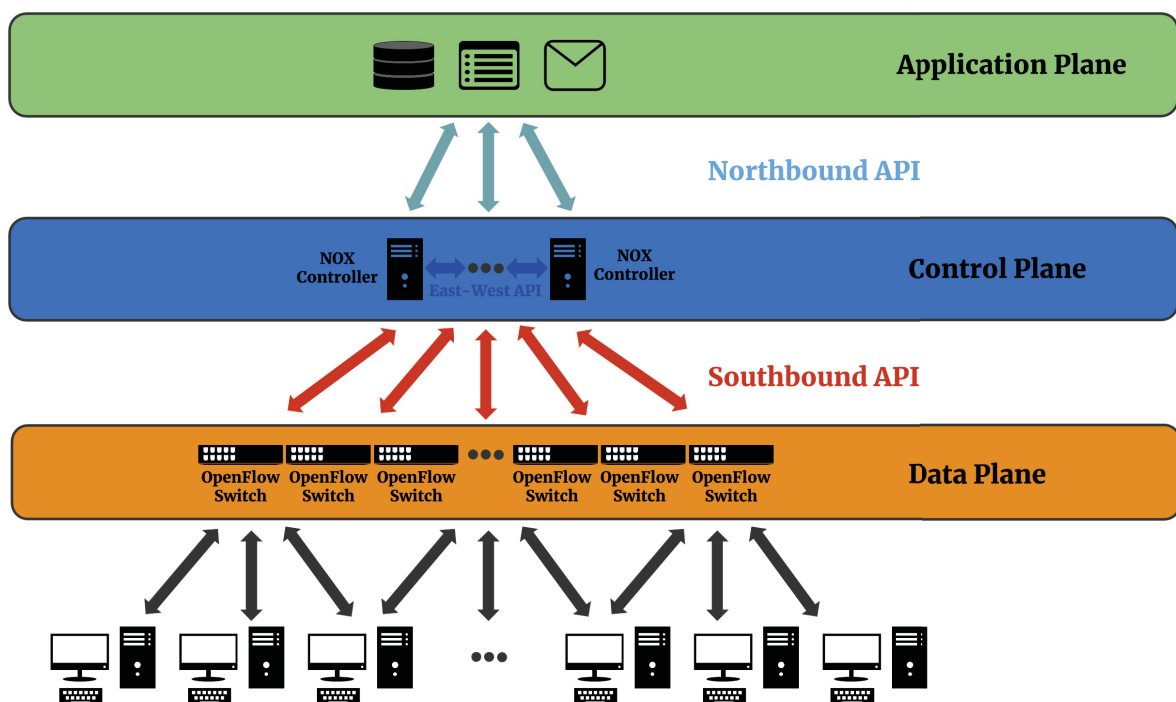 Application Plane
Northbound API
NOX
Controller
East-West API
NOX
Controller
Control Plane
Southbound API
OpenFlow
Switch
OpenFlow
Switch
OpenFlow
Switch
OpenFlow
Switch
OpenFlow
Switch
OpenFlow
Switch
Data Plane